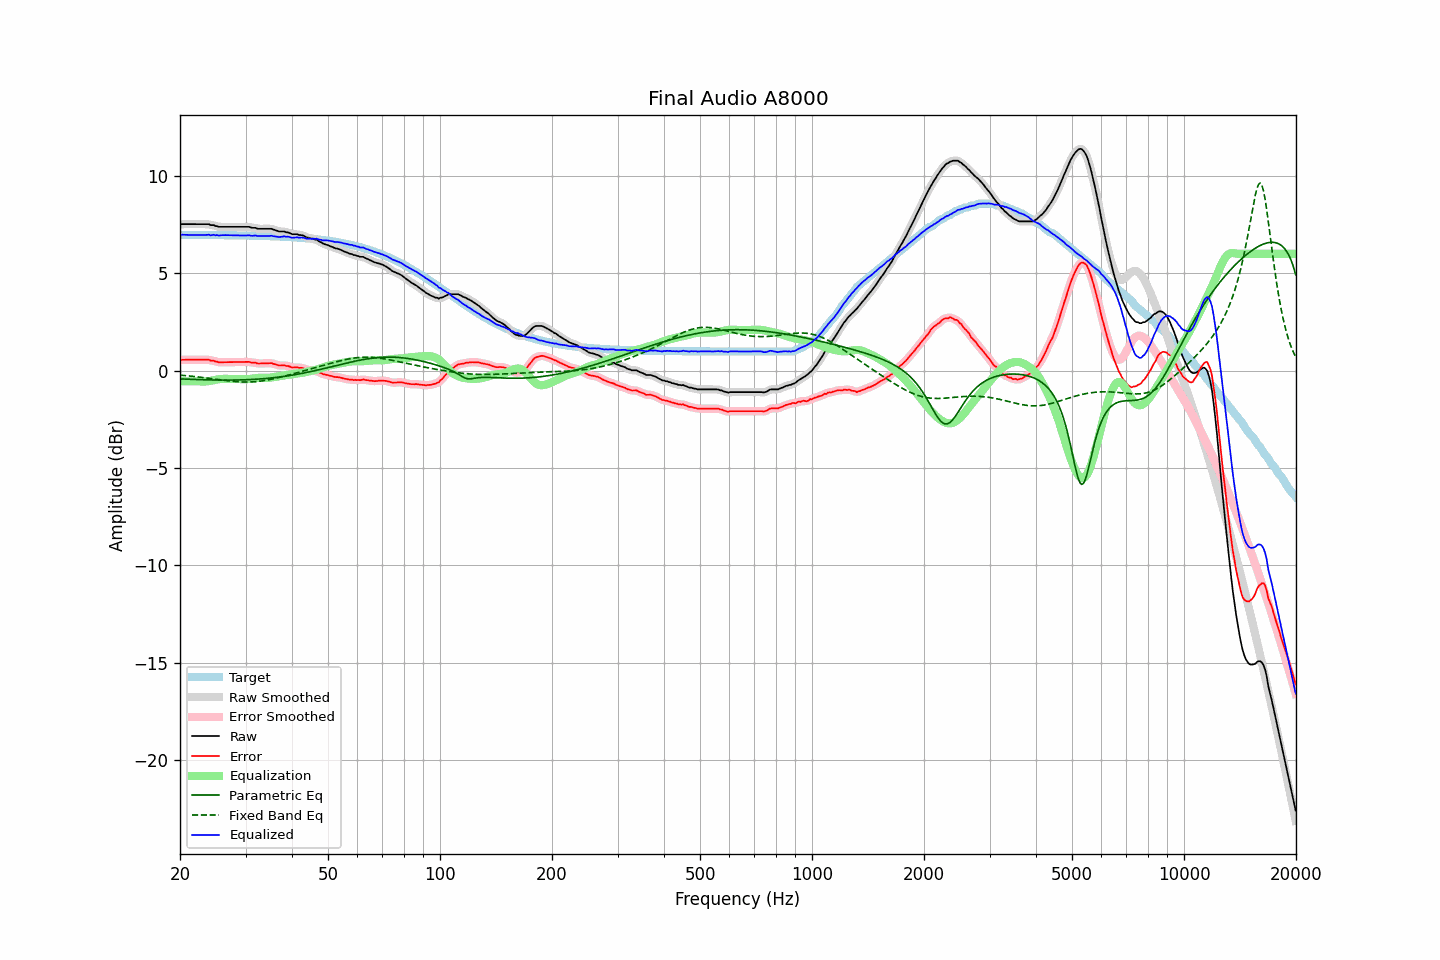 Final Audio A8000
10
5
0
−5
−10
−15
−20
Amplitude (dBr)
Target
Raw Smoothed
Error Smoothed
Raw
Error
Equalization
Parametric Eq
Fixed Band Eq
Equalized
20 50 100 200 500 1000 2000 5000 10000 20000
Frequency (Hz)